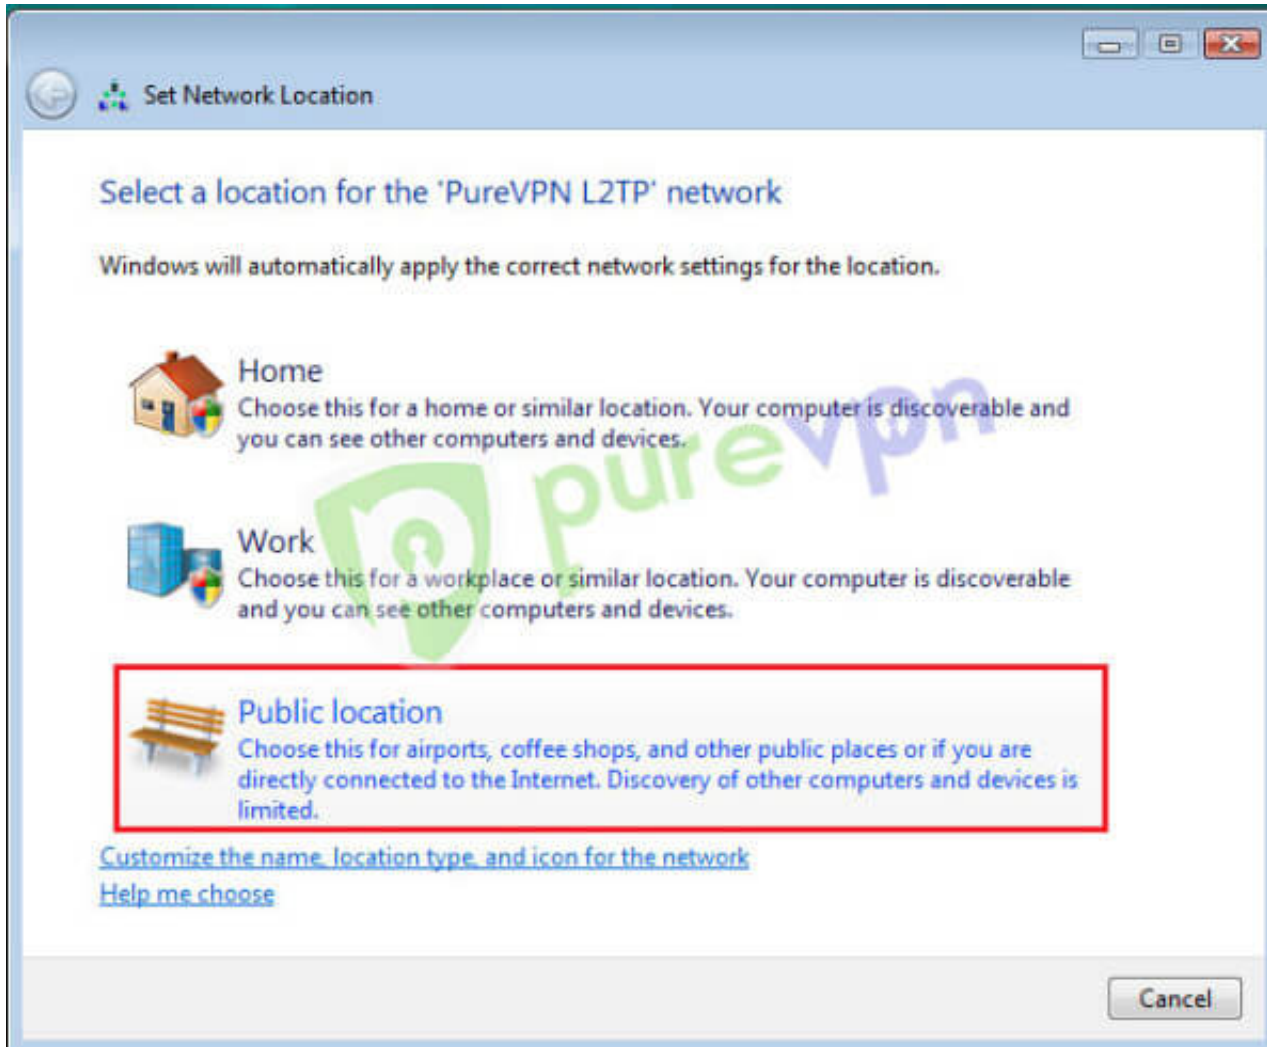 Set Network Location
Select a location for the 'PureVPN L2TP' network
Windows will automatically apply the correct network settings for the location.
Home
Choose this for a home or similar location. Your computer is discoverable and
you can see other computers and devices.
purevpn
Work
Choose this for a workplace or similar location. Your computer is discoverable
and you can see other computers and devices.
Public location
Choose this for airports, coffee shops, and other public places or if you are
directly connected to the Internet. Discovery of other computers and devices is
limited.
Customize the name, location type, and icon for the network
Help me choose
Cancel